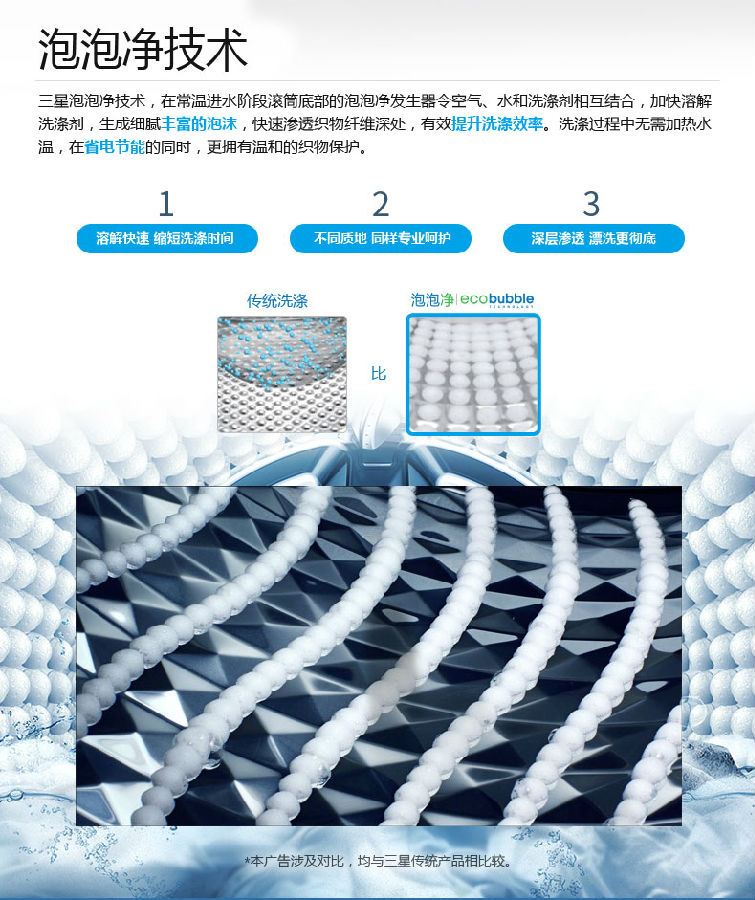 泡泡净技术
三星泡泡净技术，在常温进水阶段滚筒底部的泡泡净发生器令空气、水和洗涤剂相互结合，加快溶解
洗涤剂，生成细腻丰富的泡沫，快速渗透织物纤维深处，有效提升洗涤效率。洗涤过程中无需加热水
温，在省电节能的同时，更拥有温和的织物保护。
1 2 3
溶解快速 缩短洗涤时间 不同质地 同样专业呵护 深层渗透 漂洗更彻底
传统洗涤 泡泡净 ecobubble
TECHNOLOGY
比
*本广告涉及对比，均与三星传统产品相比较。